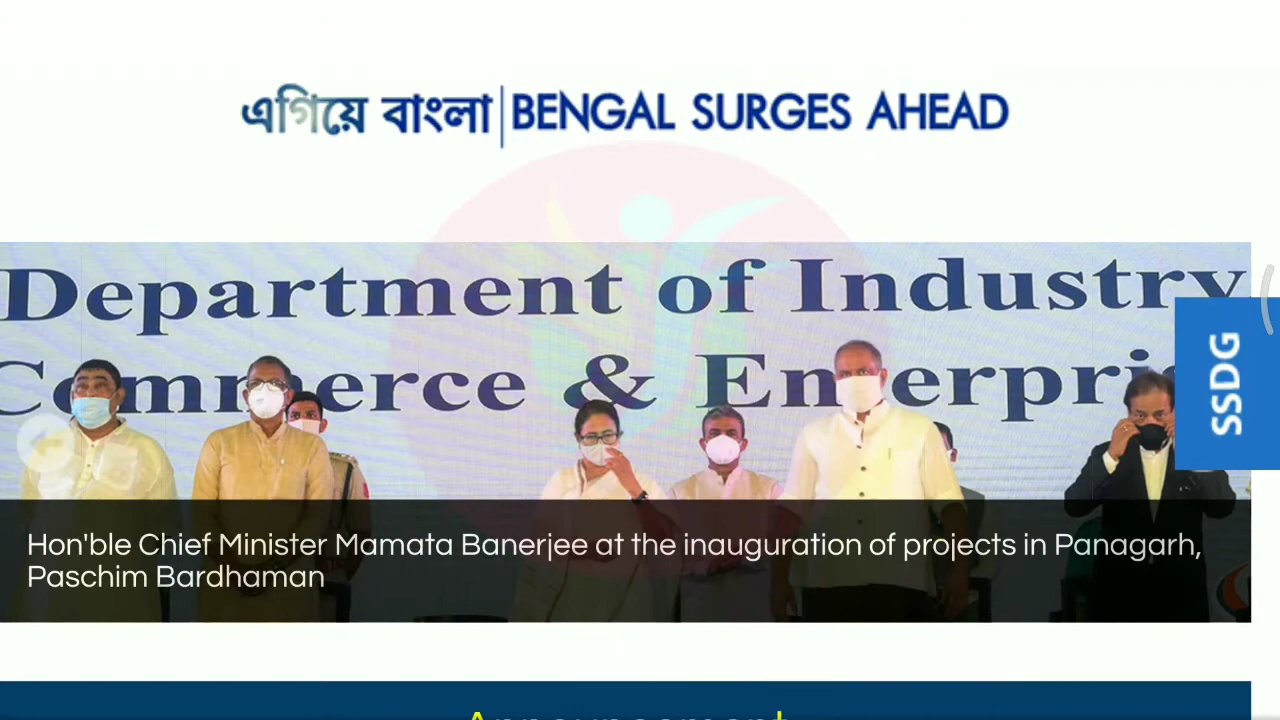 এগিয়ে বাংলা BENGAL SURGES AHEAD
Department of Industry
Commerce &
SSDG
Hon'ble Chief Minister Mamata Banerjee at the inauguration of projects in Panagarh,
Paschim Bardhaman
Announcement